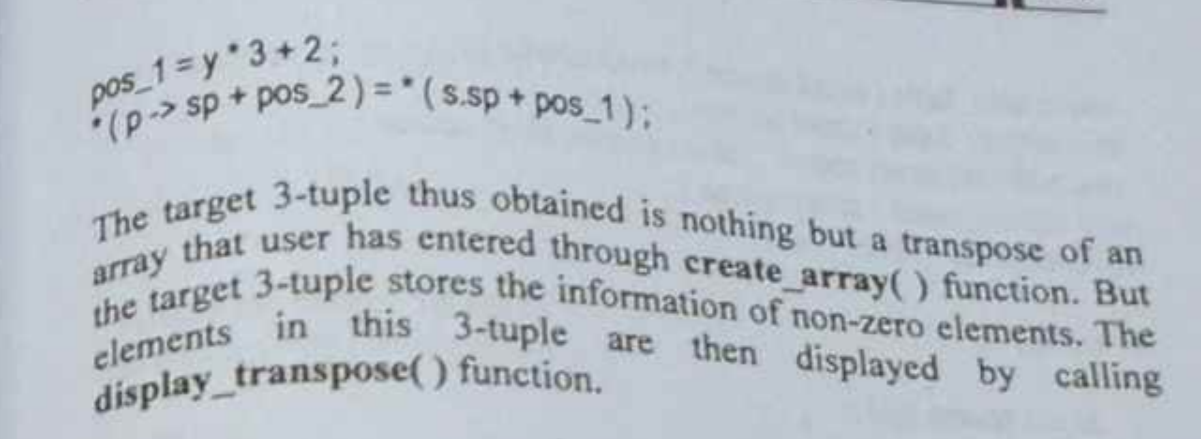 pos_1 = y * 3 + 2 ;
*( p -> sp + pos_2 ) = * ( s.sp + pos_1 ) ;
The target 3-tuple thus obtained is nothing but a transpose of an
array that user has entered through create_array( ) function. But
the target 3-tuple stores the information of non-zero elements. The
elements in this 3-tuple are then displayed by calling
display_transpose( ) function.